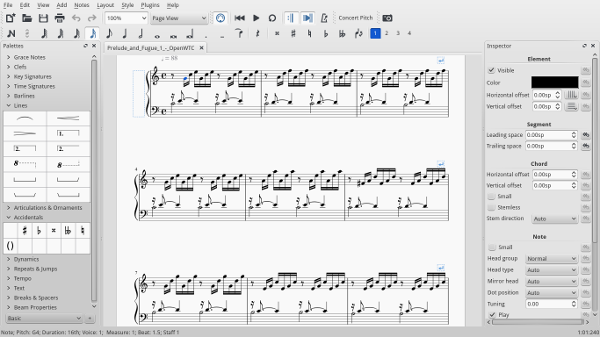 File Edit View Add Notes Layout Style Plugins Help
100% Page View Concert Pitch
1 2 3 4
Palettes
Grace Notes
Clefs
Key Signatures
Time Signatures
Barlines
Lines
1.
2. 2.
8 8
Articulations & Ornaments
Accidentals
Dynamics
Repeats & Jumps
Tempo
Text
Breaks & Spacers
Beam Properties
Basic
Prelude_and_Fugue_1_-_OpenWTC
= 88
4
7
Inspector
Element
Visible
Color
Horizontal offset 0.00sp
Vertical offset 0.00sp
Segment
Leading space 0.00sp
Trailing space 0.00sp
Chord
Horizontal offset 0.00sp
Vertical offset 0.00sp
Small
Stemless
Stem direction Auto
Note
Small
Head group Normal
Head type Auto
Mirror head Auto
Dot position Auto
Tuning 0.00
Play
Note; Pitch: G4; Duration: 16th; Voice: 1; Measure: 1; Beat: 1.5; Staff 1
1:01:240